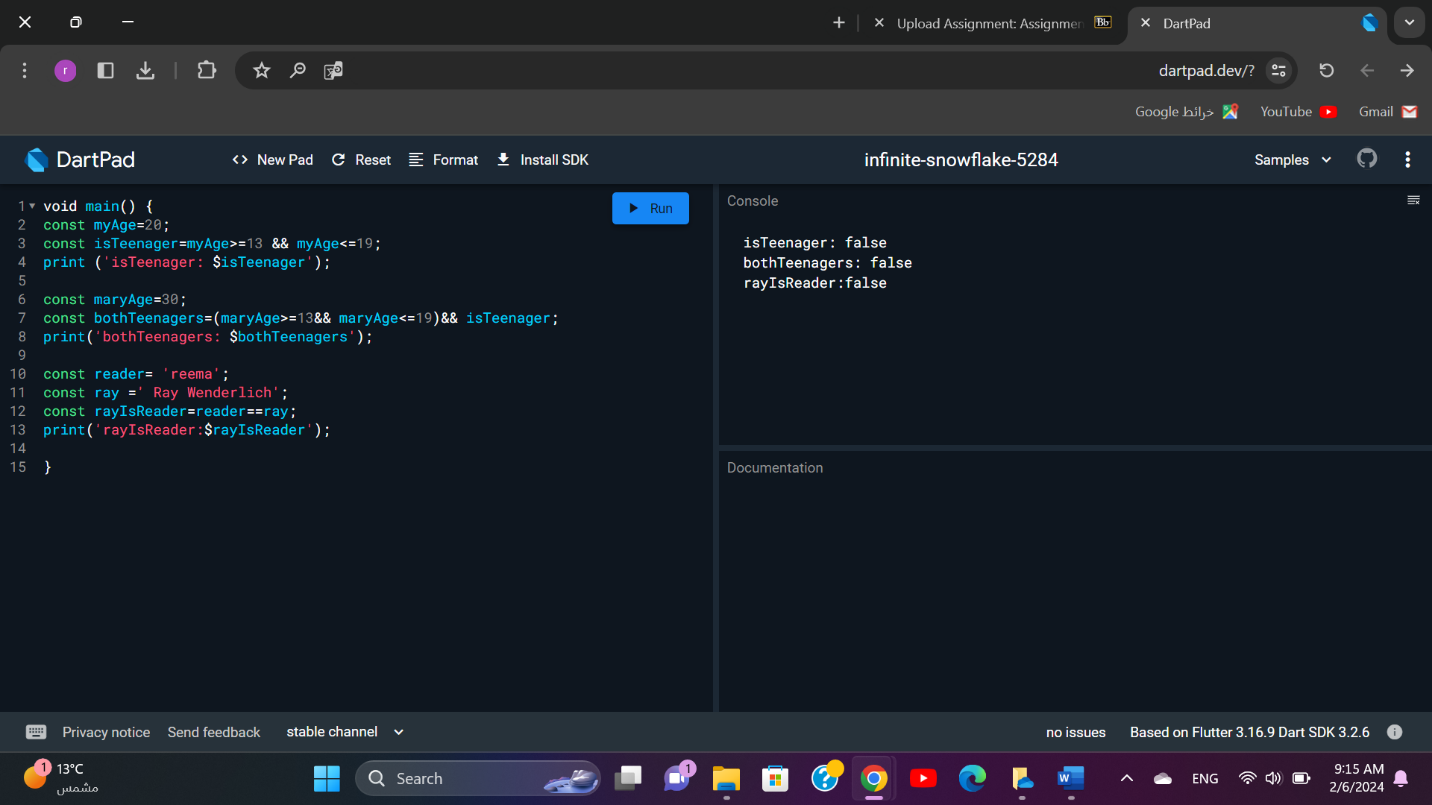 Upload Assignment: Assignmen
Bb
DartPad
r
dartpad.dev/?
خرائط Google
YouTube
Gmail
DartPad
<> New Pad
Reset
Format
Install SDK
infinite-snowflake-5284
Samples
Run
1 void main() {
2 const myAge=20;
3 const isTeenager=myAge>=13 && myAge<=19;
4 print ('isTeenager: $isTeenager');
5
6 const maryAge=30;
7 const bothTeenagers=(maryAge>=13&& maryAge<=19)&& isTeenager;
8 print('bothTeenagers: $bothTeenagers');
9
10 const reader= 'reema';
11 const ray =' Ray Wenderlich';
12 const rayIsReader=reader==ray;
13 print('rayIsReader:$rayIsReader');
14
15 }
Console
isTeenager: false
bothTeenagers: false
rayIsReader:false
Documentation
Privacy notice
Send feedback
stable channel
no issues
Based on Flutter 3.16.9 Dart SDK 3.2.6
1
13°C
مشمس
Search
1
W
ENG
9:15 AM
2/6/2024